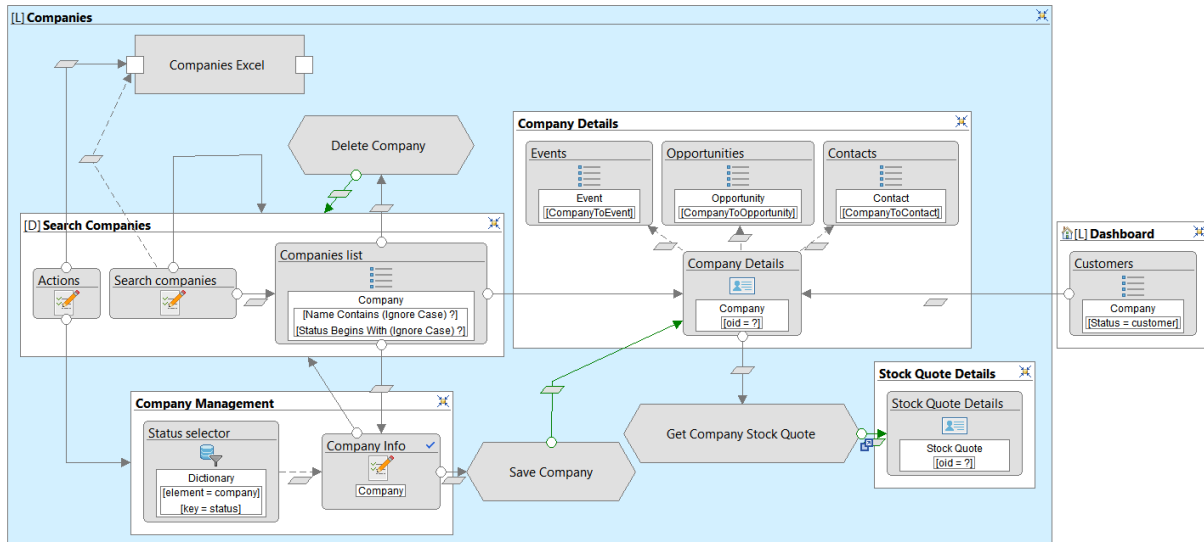 [L] Companies
Companies Excel
Delete Company
Company Details
Events
Event
[CompanyToEvent]
Opportunities
Opportunity
[CompanyToOpportunity]
Contacts
Contact
[CompanyToContact]
[D] Search Companies
Actions
Search companies
Companies list
Company
[Name Contains (Ignore Case) ?]
[Status Begins With (Ignore Case) ?]
Company Details
Company
[oid = ?]
[L] Dashboard
Customers
Company
[Status = customer]
Company Management
Status selector
Dictionary
[element = company]
[key = status]
Company Info
Company
Save Company
Get Company Stock Quote
Stock Quote Details
Stock Quote Details
Stock Quote
[oid = ?]